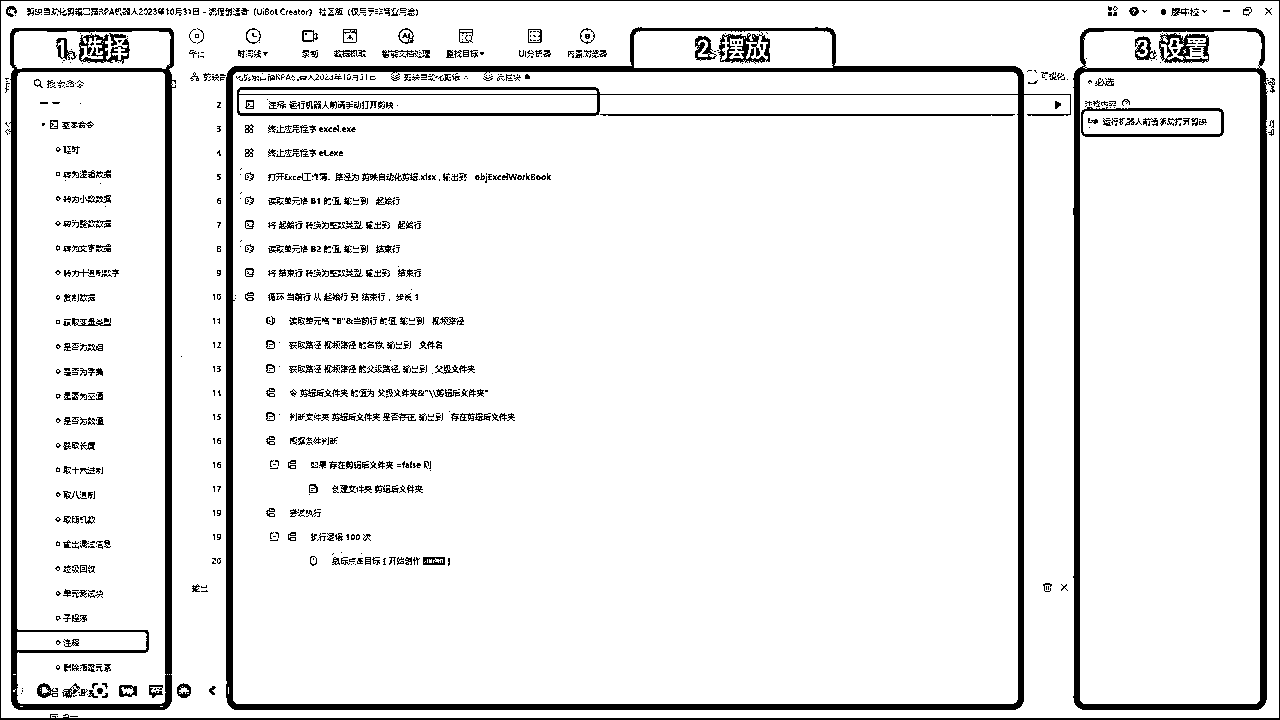 剪映自动化剪辑口播RPA机器人2023年10月31日 - 流程创造者 (UiBot Creator) 社区版 (仅用于非商业用途)
1. 选择
2. 摆放
3. 设置
停止
时间线
录制
数据抓取
智能文档处理
查找目标
UI分析器
内置浏览器
搜索命令
基本命令
延时
转为逻辑数据
转为小数数据
转为整数数据
转为文字数据
转为十进制数字
复制数据
获取变量类型
是否为数组
是否为字典
是否为空值
是否为数值
获取长度
取十六进制
取八进制
取随机数
输出调试信息
垃圾回收
单元测试块
子程序
注释
剪映自动化剪辑口播RPA机器人2023年10月31日
剪映自动化剪辑
流程块
可视化
2 注释: 运行机器人前请手动打开剪映
3 终止应用程序 excel.exe
4 终止应用程序 et.exe
5 打开Excel工作簿, 路径为 剪映自动化剪辑.xlsx , 输出到 objExcelWorkBook
6 读取单元格 B1 的值, 输出到 起始行
7 将 起始行 转换为整数类型, 输出到 起始行
8 读取单元格 B2 的值, 输出到 结束行
9 将 结束行 转换为整数类型, 输出到 结束行
10 循环 当前行 从 起始行 到 结束行 , 步长 1
11 读取单元格 "B"&当前行 的值, 输出到 视频路径
12 获取路径 视频路径 的名称, 输出到 文件名
13 获取路径 视频路径 的父级路径, 输出到 父级文件夹
14 令 剪辑后文件夹 的值为 父级文件夹&"\\剪辑后文件夹"
15 判断文件夹 剪辑后文件夹 是否存在, 输出到 存在剪辑后文件夹
16 根据条件判断
16 如果 存在剪辑后文件夹 =false 则
17 创建文件夹 剪辑后文件夹
19 尝试执行
19 执行逻辑 100 次
20 鼠标点击目标 [ 开始创作 ]
输出
必选
注释内容
运行机器人前请手动打开剪映